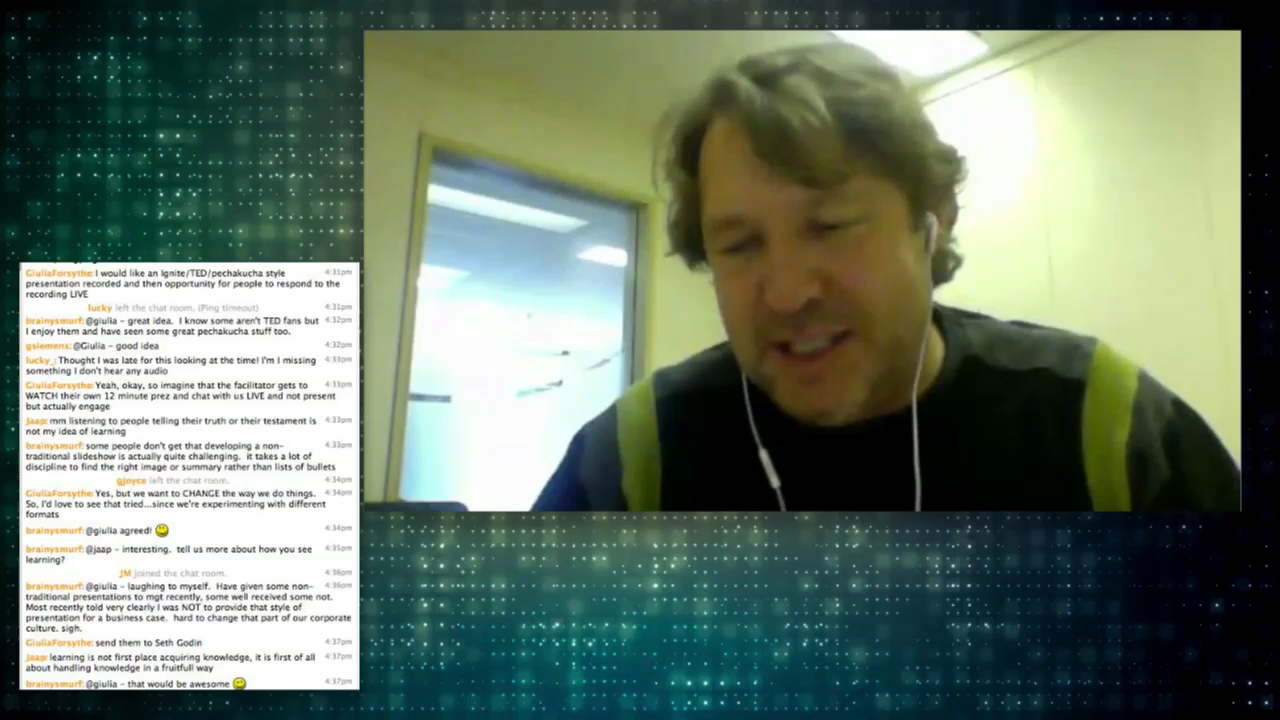 GiuliaForsythe: I would like an Ignite/TED/pechakucha style 4:31pm
presentation recorded and then opportunity for people to respond to the
recording LIVE
lucky left the chat room. (Ping timeout) 4:31pm
brainysmurf: @giulia - great idea. I know some aren't TED fans but 4:32pm
I enjoy them and have seen some great pechakucha stuff too.
gsiemens: @Giulia - good idea 4:32pm
lucky_: Thought I was late for this looking at the time! I'm I missing 4:33pm
something I don't hear any audio
GiuliaForsythe: Yeah, okay, so imagine that the facilitator gets to 4:33pm
WATCH their own 12 minute prez and chat with us LIVE and not present
but actually engage
Jaap: mm listening to people telling their truth or their testament is 4:33pm
not my idea of learning
brainysmurf: some people don't get that developing a non- 4:33pm
traditional slideshow is actually quite challenging. it takes a lot of
discipline to find the right image or summary rather than lists of bullets
gjoyce left the chat room. 4:34pm
GiuliaForsythe: Yes, but we want to CHANGE the way we do things. 4:34pm
So, I'd love to see that tried...since we're experimenting with different
formats
brainysmurf: @giulia agreed! 4:34pm
brainysmurf: @jaap - interesting. tell us more about how you see 4:35pm
learning?
JM joined the chat room. 4:36pm
brainysmurf: @giulia - laughing to myself. Have given some non- 4:36pm
traditional presentations to mgt recently, some well received some not.
Most recently told very clearly I was NOT to provide that style of
presentation for a business case. hard to change that part of our corporate
culture. sigh.
GiuliaForsythe: send them to Seth Godin 4:37pm
Jaap: learning is not first place acquiring knowledge, it is first of all 4:37pm
about handling knowledge in a fruitfull way
brainysmurf: @giulia - that would be awesome 4:37pm